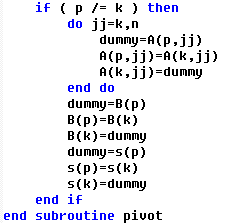 if ( p /= k ) then
do jj=k,n
dummy=A(p,jj)
A(p,jj)=A(k,jj)
A(k,jj)=dummy
end do
dummy=B(p)
B(p)=B(k)
B(k)=dummy
dummy=s(p)
s(p)=s(k)
s(k)=dummy
end if
end subroutine pivot